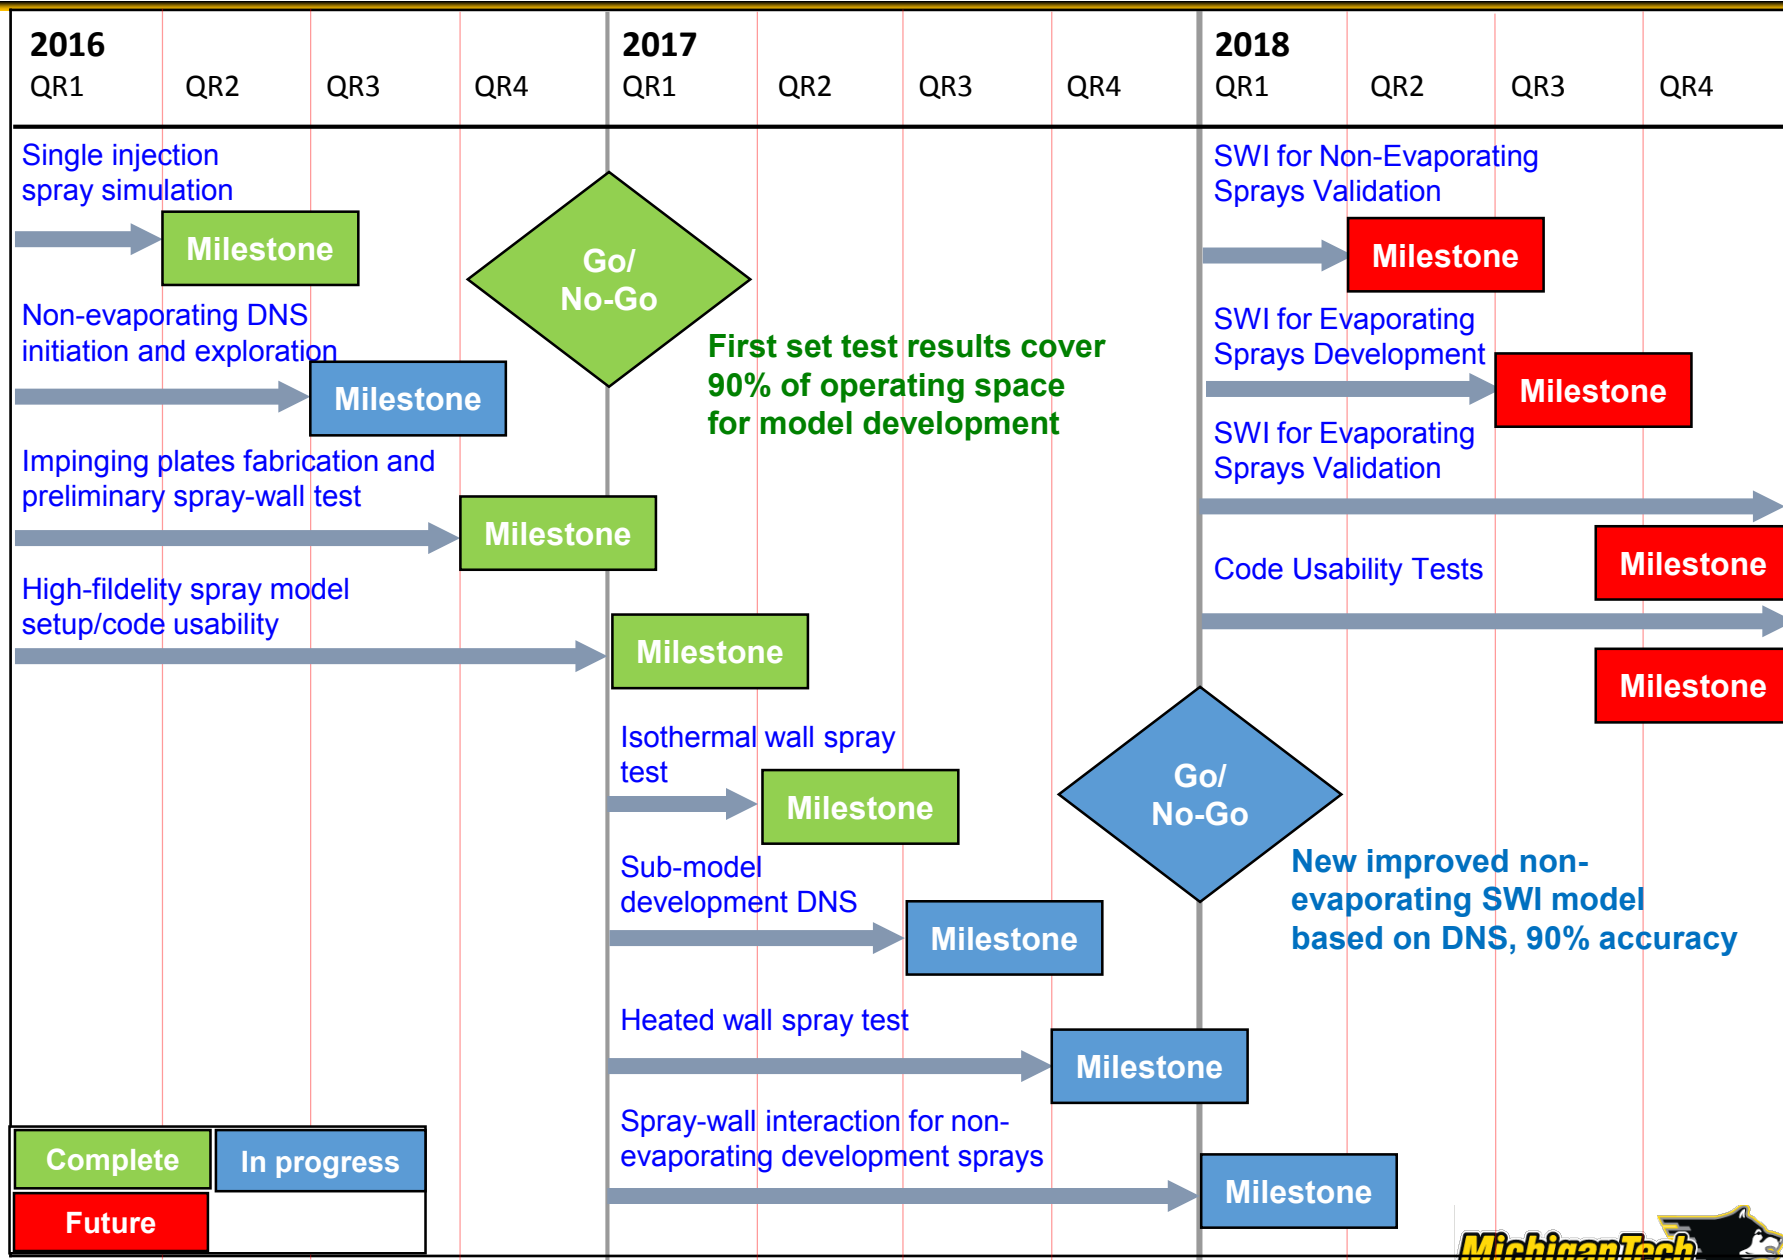 2016
2017
2018
QR1 QR2 QR3 QR4 QR1 QR2 QR3 QR4 QR1 QR2 QR3 QR4
Single injection
spray simulation
Milestone
Non-evaporating DNS
initiation and exploration
Milestone
Impinging plates fabrication and
preliminary spray-wall test
Milestone
High-fildelity spray model
setup/code usability
Milestone
Go/
No-Go
First set test results cover
90% of operating space
for model development
Isothermal wall spray
test
Milestone
Sub-model
development DNS
Milestone
Heated wall spray test
Milestone
Spray-wall interaction for non-
evaporating development sprays
Milestone
SWI for Non-Evaporating
Sprays Validation
Milestone
SWI for Evaporating
Sprays Development
Milestone
SWI for Evaporating
Sprays Validation
Milestone
Code Usability Tests
Milestone
Go/
No-Go
New improved non-
evaporating SWI model
based on DNS, 90% accuracy
Complete
In progress
Future
MichiganTech